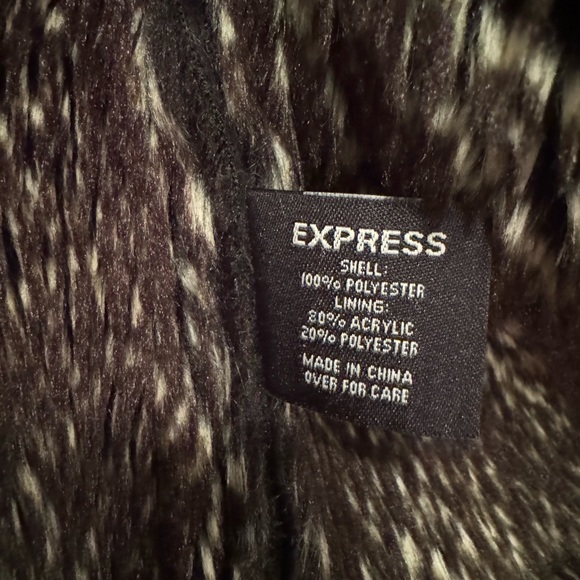 EXPRESS
SHELL:
100% POLYESTER
LINING:
80% ACRYLIC
20% POLYESTER
MADE IN CHINA
OVER FOR CARE